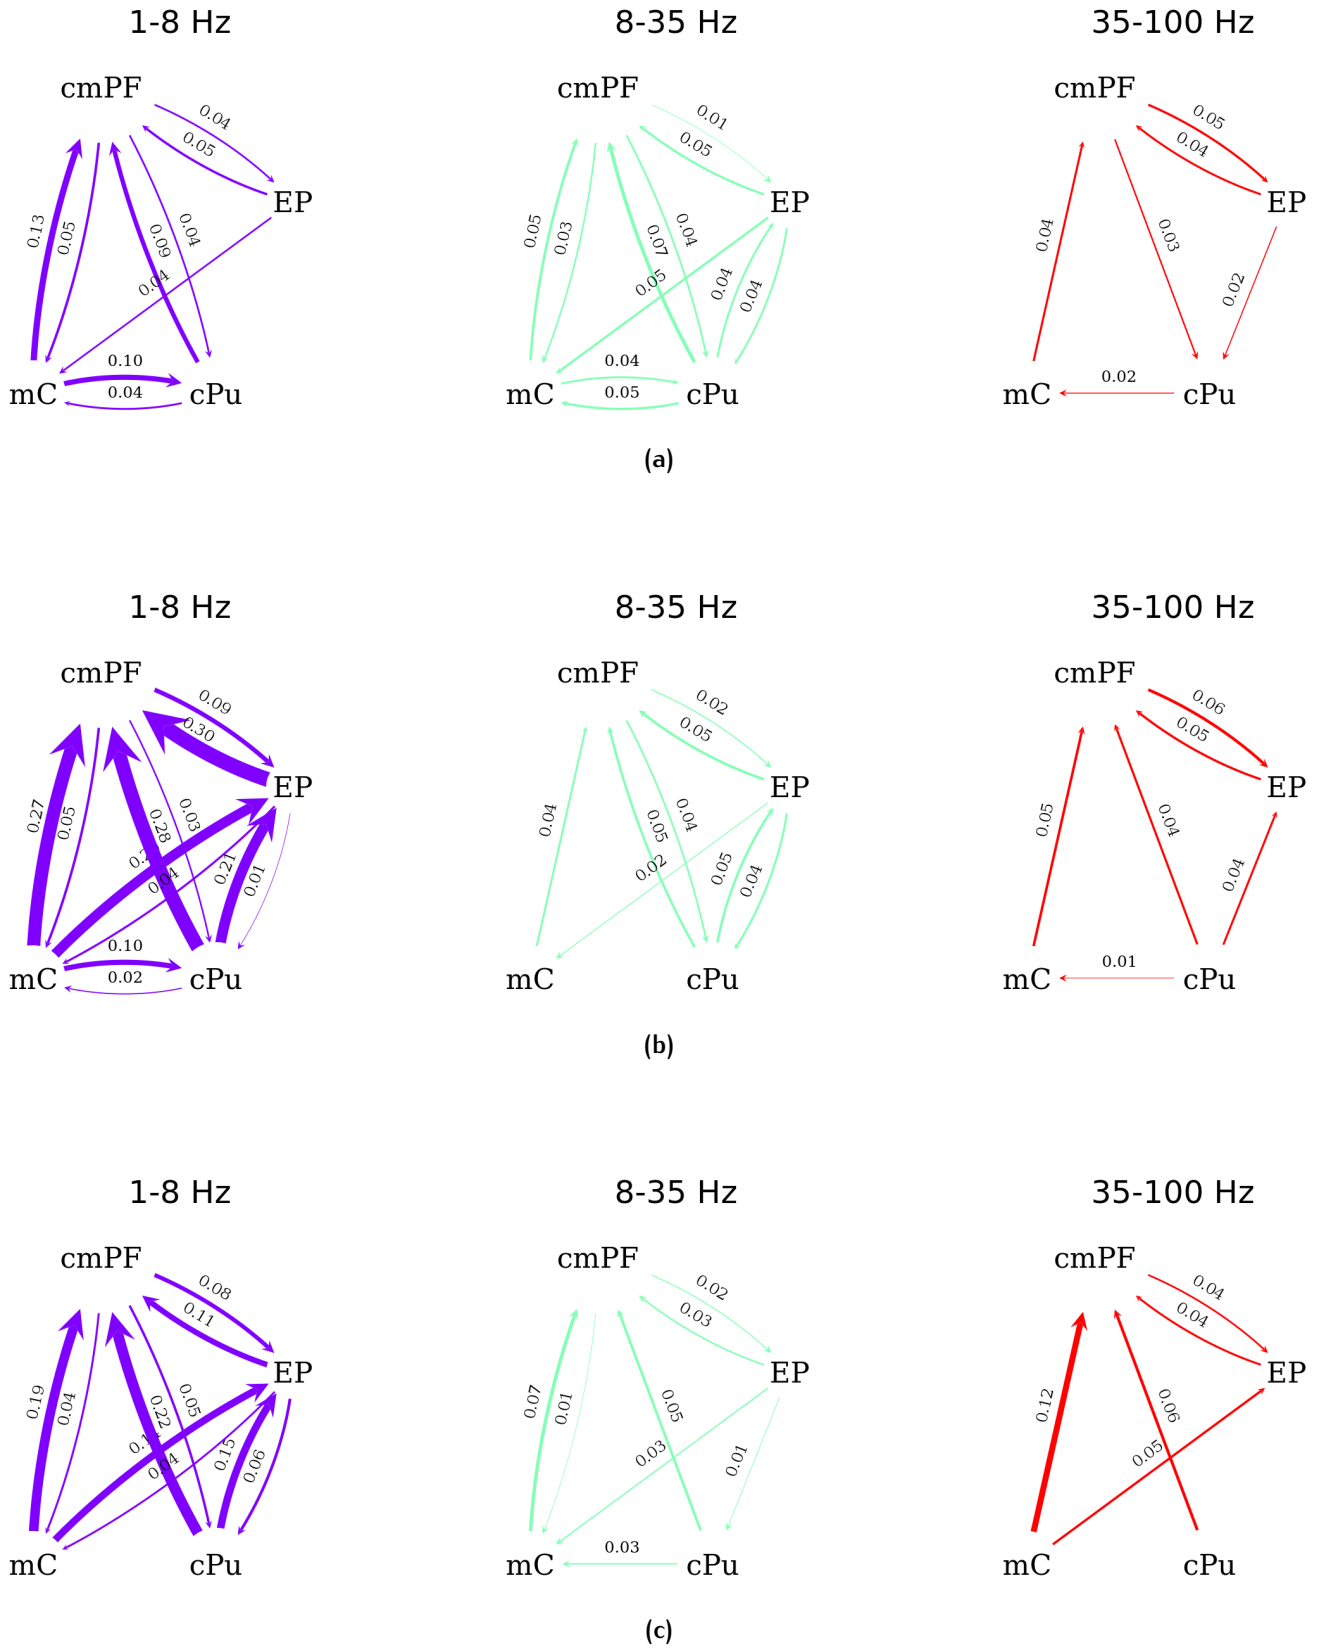 1-8 Hz 8-35 Hz 35-100 Hz
cmPF cmPF cmPF
0.04 0.01 0.05
0.05 0.05 0.04
EP EP EP
0.13 0.05 0.09 0.04 0.05 0.03 0.07 0.04 0.04 0.03
0.04 0.05 0.04 0.04 0.02
0.10 0.04 0.02
mC 0.04 cPu mC 0.05 cPu mC cPu
(a)
1-8 Hz 8-35 Hz 35-100 Hz
cmPF cmPF cmPF
0.09 0.02 0.06
0.30 0.05 0.05
EP EP EP
0.27 0.05 0.28 0.03 0.04 0.05 0.04 0.05 0.04
0.04 0.21 0.01 0.02 0.05 0.04 0.04
0.10 0.01
mC 0.02 cPu mC cPu mC cPu
(b)
1-8 Hz 8-35 Hz 35-100 Hz
cmPF cmPF cmPF
0.08 0.02 0.04
0.11 0.03 0.04
EP EP EP
0.19 0.04 0.22 0.05 0.07 0.01 0.05 0.12 0.06
0.04 0.15 0.06 0.03 0.01 0.05
0.03
mC cPu mC cPu mC cPu
(c)